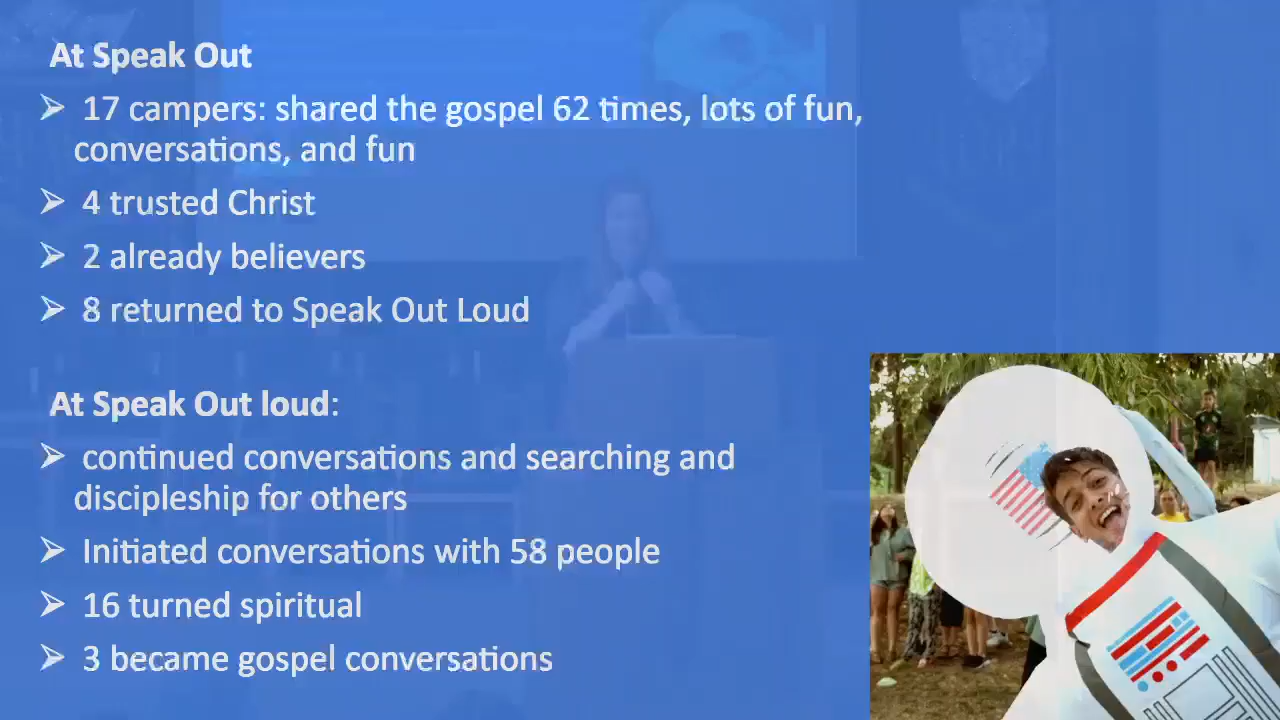 At Speak Out
➢ 17 campers: shared the gospel 62 times, lots of fun,
conversations, and fun
➢ 4 trusted Christ
➢ 2 already believers
➢ 8 returned to Speak Out Loud
At Speak Out loud:
➢ continued conversations and searching and
discipleship for others
➢ Initiated conversations with 58 people
➢ 16 turned spiritual
➢ 3 became gospel conversations